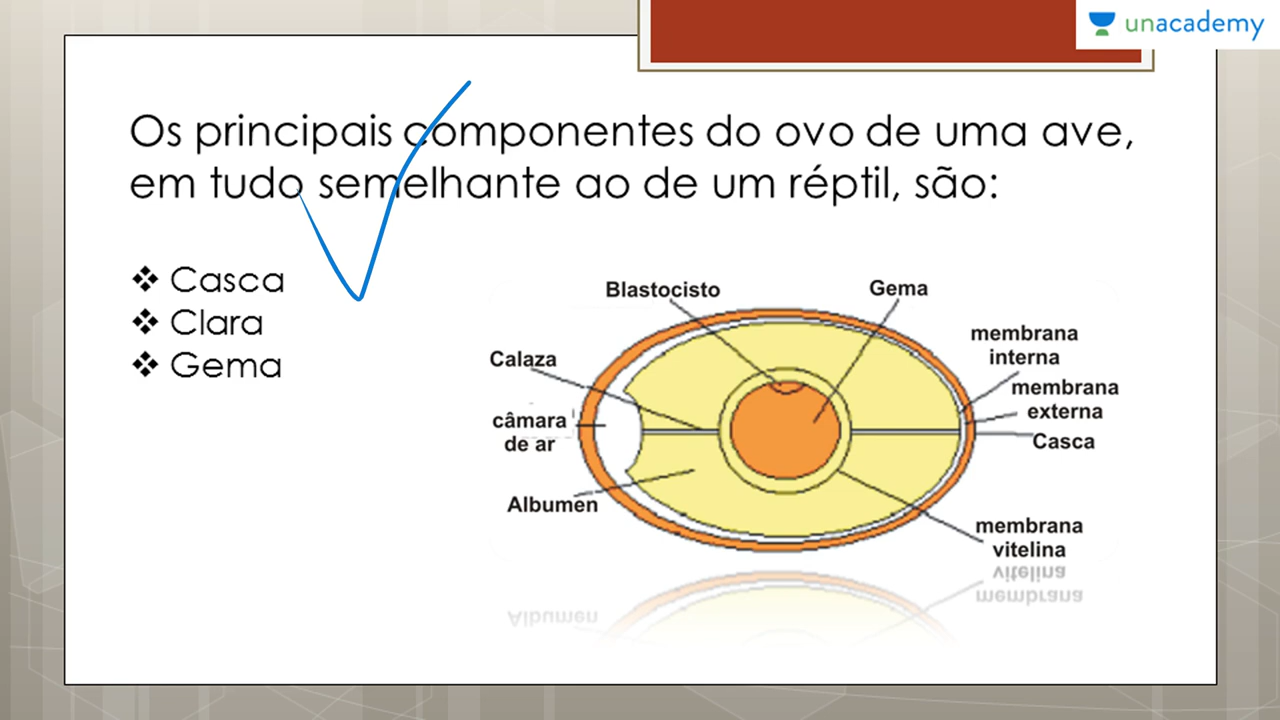 unacademy
Os principais componentes do ovo de uma ave,
em tudo semelhante ao de um réptil, são:
❖ Casca
❖ Clara
❖ Gema
Blastocisto
Gema
Calaza
membrana
interna
membrana
externa
câmara
de ar
Casca
Albumen
membrana
vitelina